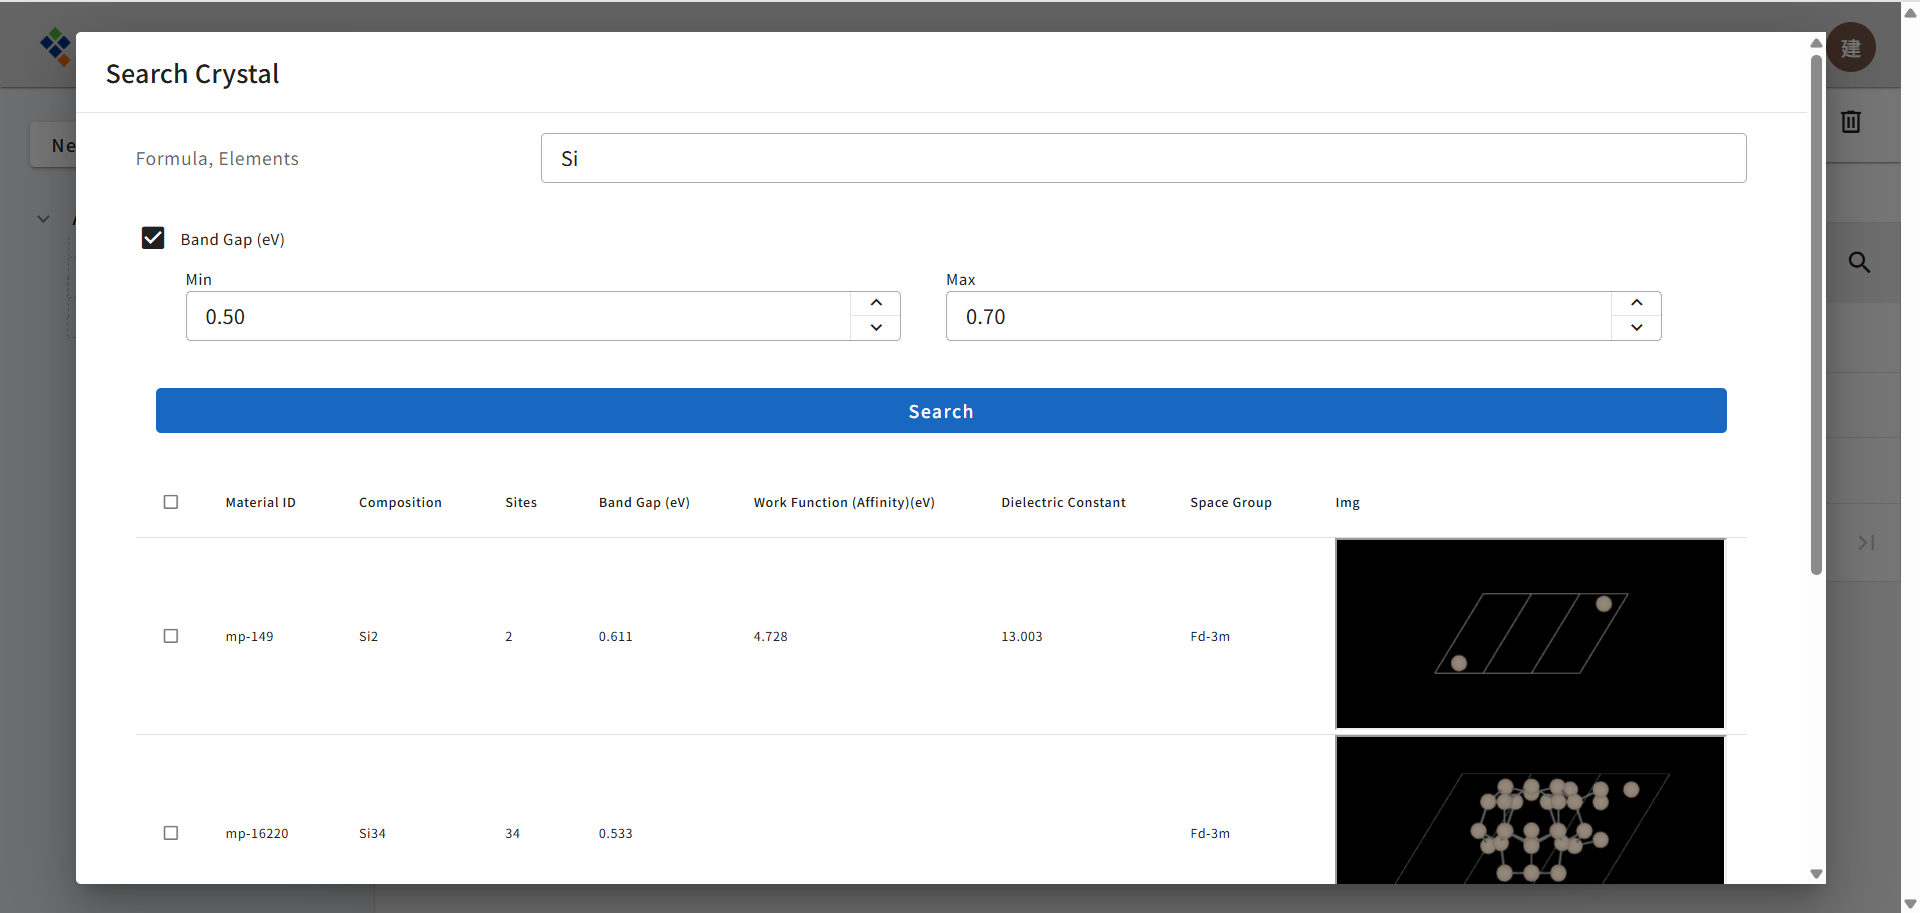 建
Search Crystal
Formula, Elements
Si
Ne
Band Gap (eV)
Min
Max
0.50
0.70
Search
Material ID Composition Sites Band Gap (eV) Work Function (Affinity)(eV) Dielectric Constant Space Group Img
mp-149 Si2 2 0.611 4.728 13.003 Fd-3m
mp-16220 Si34 34 0.533 Fd-3m